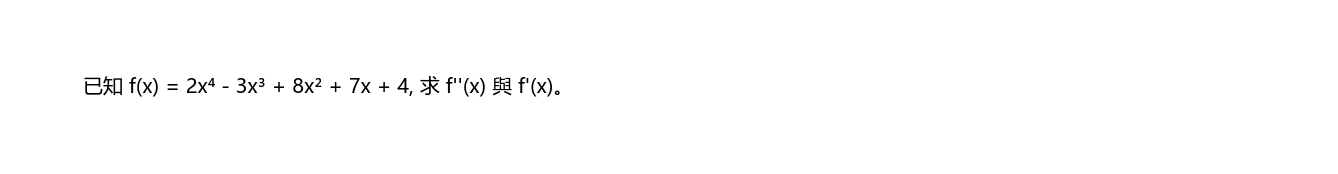 已知 f(x) = 2x⁴ - 3x³ + 8x² + 7x + 4, 求 f''(x) 與 f'(x)。